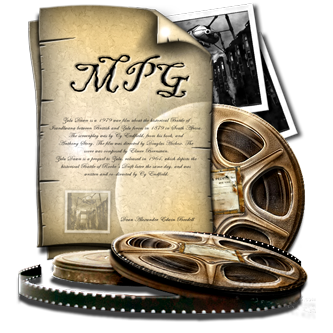 MPG
Zulu Dawn is a 1979 war film about the historical Battle of
Isandlwana between British and Zulu forces in 1879 in South Africa.
The screenplay was by Cy Endfield, from his book, and
Anthony Story. The film was directed by Douglas Hickox. The
score was composed by Elmer Bernstein.
Zulu Dawn is a prequel to Zulu, released in 1964, which depicts the
historical Battle of Rorke's Drift later the same day, and was
written and directed by Cy Endfield.